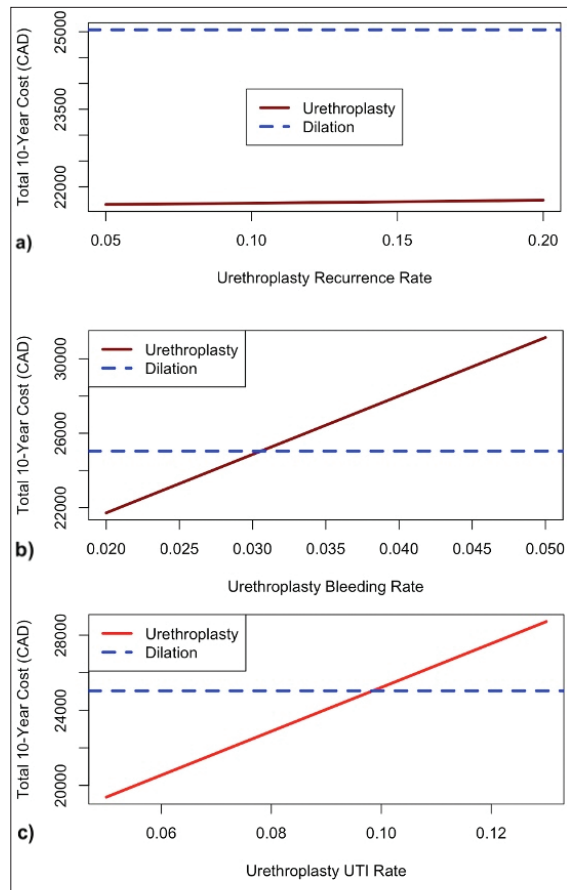 Total 10-Year Cost (CAD)
25000
23500
22000
Urethroplasty
Dilation
0.05 0.10 0.15 0.20
a)
Urethroplasty Recurrence Rate
Total 10-Year Cost (CAD)
30000
26000
22000
Urethroplasty
Dilation
0.020 0.025 0.030 0.035 0.040 0.045 0.050
b)
Urethroplasty Bleeding Rate
Total 10-Year Cost (CAD)
28000
24000
20000
Urethroplasty
Dilation
0.06 0.08 0.10 0.12
c)
Urethroplasty UTI Rate